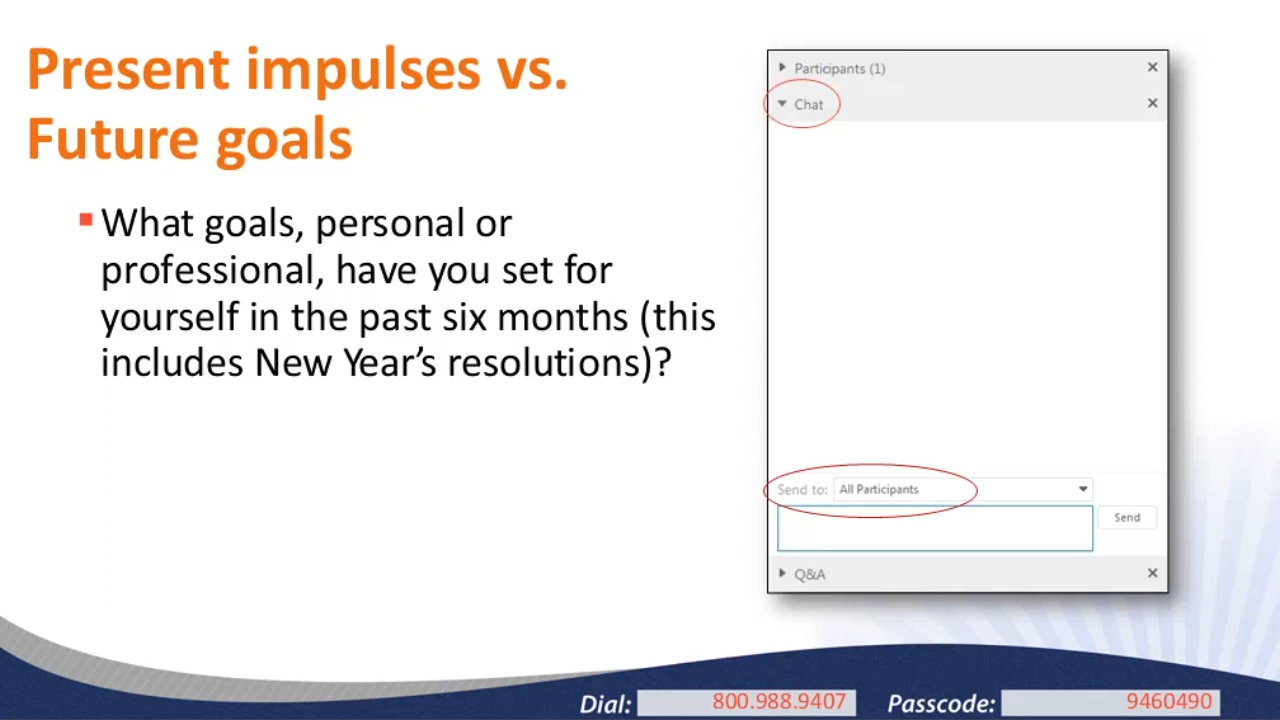 Present impulses vs.
Future goals
What goals, personal or
professional, have you set for
yourself in the past six months (this
includes New Year’s resolutions)?
Participants (1)
Chat
Send to: All Participants
Send
Q&A
Dial: 800.988.9407 Passcode: 9460490